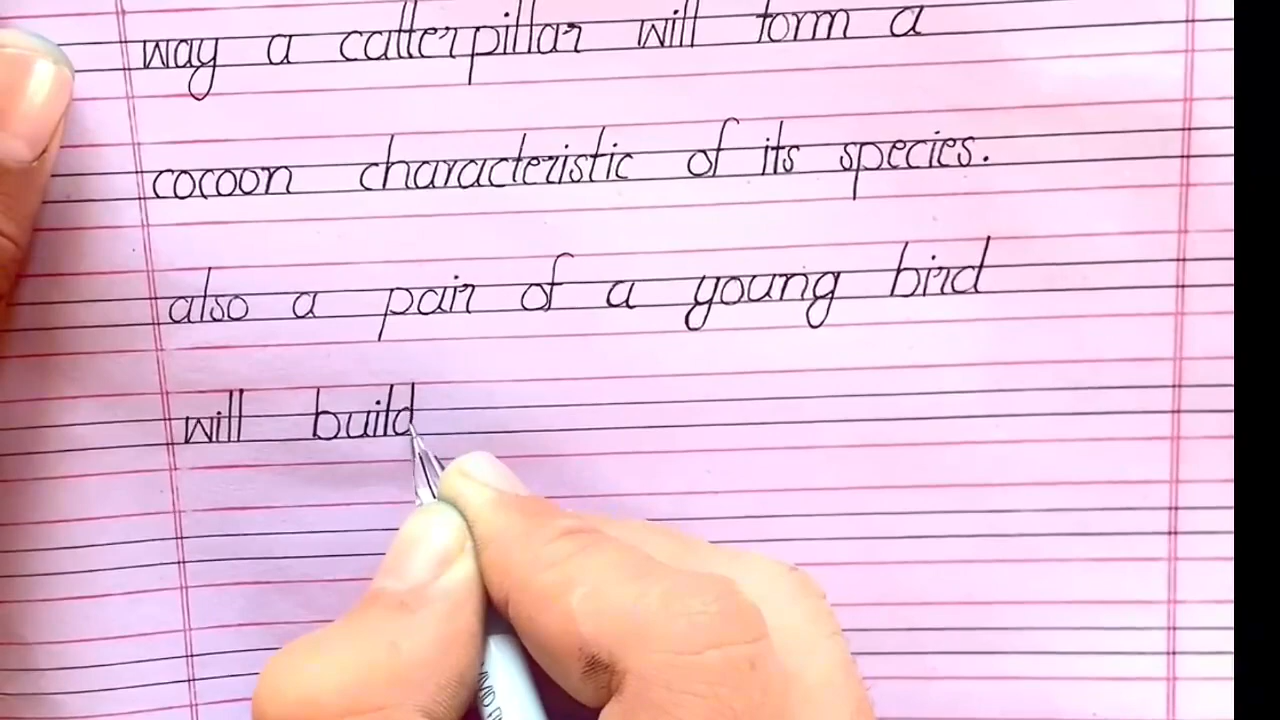 way a catterpillar will form a
cocoon characteristic of its species.
also a pair of a young bird
will build